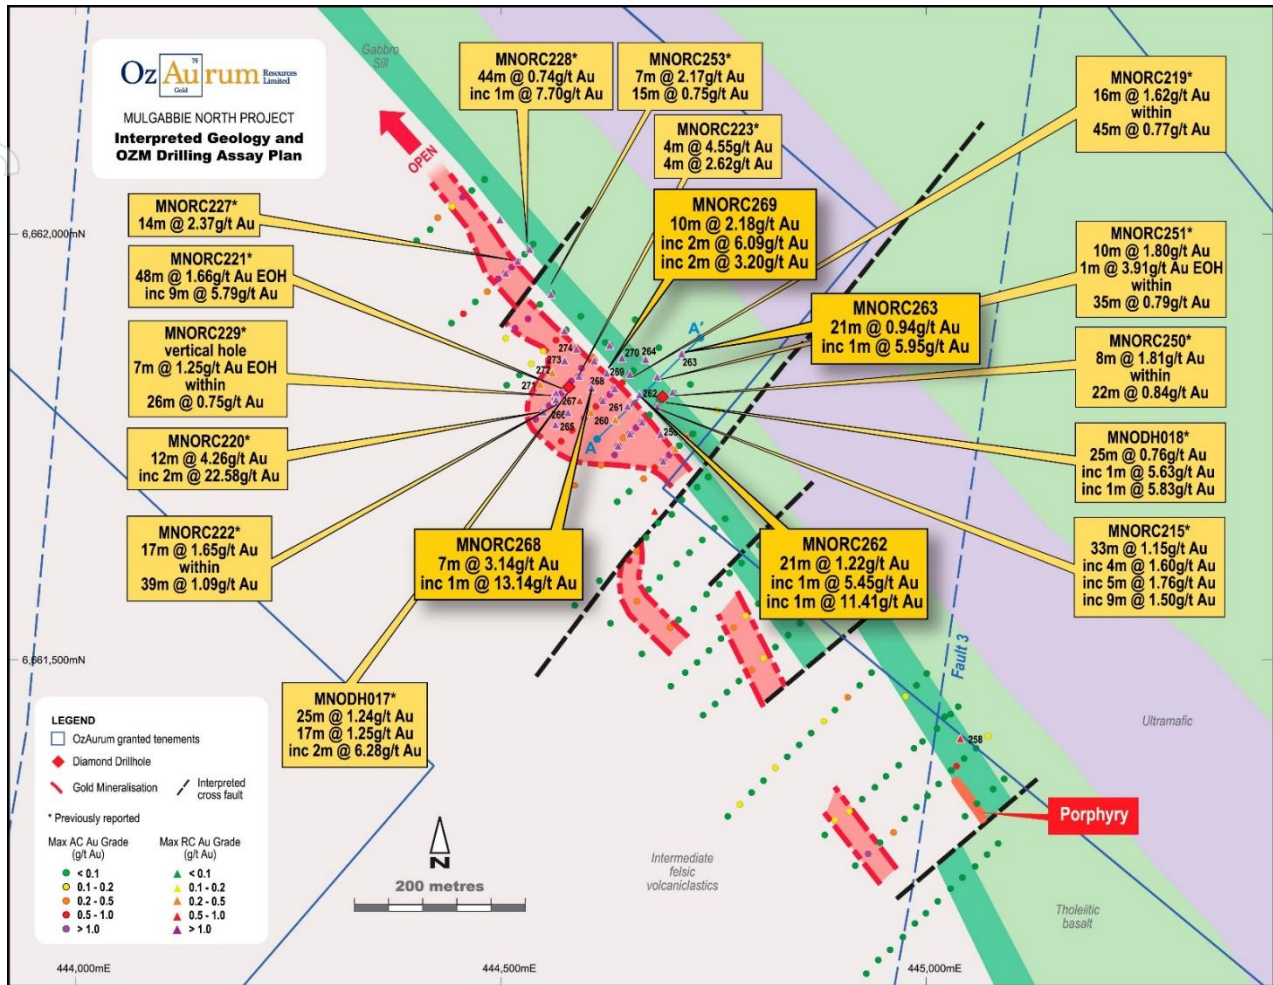 OzAurum Resources Limited
79
Gold
MULGABBIE NORTH PROJECT
Interpreted Geology and
OZM Drilling Assay Plan
Gabbro
Sill
OPEN
MNORC228*
44m @ 0.74g/t Au
inc 1m @ 7.70g/t Au
MNORC253*
7m @ 2.17g/t Au
15m @ 0.75g/t Au
MNORC223*
4m @ 4.55g/t Au
4m @ 2.62g/t Au
MNORC219*
16m @ 1.62g/t Au
within
45m @ 0.77g/t Au
MNORC269
10m @ 2.18g/t Au
inc 2m @ 6.09g/t Au
inc 2m @ 3.20g/t Au
MNORC227*
14m @ 2.37g/t Au
MNORC221*
48m @ 1.66g/t Au EOH
inc 9m @ 5.79g/t Au
MNORC229*
vertical hole
7m @ 1.25g/t Au EOH
within
26m @ 0.75g/t Au
MNORC220*
12m @ 4.26g/t Au
inc 2m @ 22.58g/t Au
MNORC222*
17m @ 1.65g/t Au
within
39m @ 1.09g/t Au
MNORC251*
10m @ 1.80g/t Au
1m @ 3.91g/t Au EOH
within
35m @ 0.79g/t Au
MNORC263
21m @ 0.94g/t Au
inc 1m @ 5.95g/t Au
MNORC250*
8m @ 1.81g/t Au
within
22m @ 0.84g/t Au
MNODH018*
25m @ 0.76g/t Au
inc 1m @ 5.63g/t Au
inc 1m @ 5.83g/t Au
MNORC215*
33m @ 1.15g/t Au
inc 4m @ 1.60g/t Au
inc 5m @ 1.76g/t Au
inc 9m @ 1.50g/t Au
MNORC268
7m @ 3.14g/t Au
inc 1m @ 13.14g/t Au
MNORC262
21m @ 1.22g/t Au
inc 1m @ 5.45g/t Au
inc 1m @ 11.41g/t Au
MNODH017*
25m @ 1.24g/t Au
17m @ 1.25g/t Au
inc 2m @ 6.28g/t Au
A'
A
274
273
272
271
270
264
263
269
268
267
266
265
262
261
260
258
6,662,000mN
6,661,500mN
444,000mE
444,500mE
445,000mE
Fault 3
Ultramafic
Porphyry
Intermediate
felsic
volcaniclastics
Tholeiitic
basalt
N
200 metres
LEGEND
OzAurum granted tenements
Diamond Drillhole
Gold Mineralisation
Interpreted
cross fault
* Previously reported
Max AC Au Grade
(g/t Au)
< 0.1
0.1 - 0.2
0.2 - 0.5
0.5 - 1.0
> 1.0
Max RC Au Grade
(g/t Au)
< 0.1
0.1 - 0.2
0.2 - 0.5
0.5 - 1.0
> 1.0